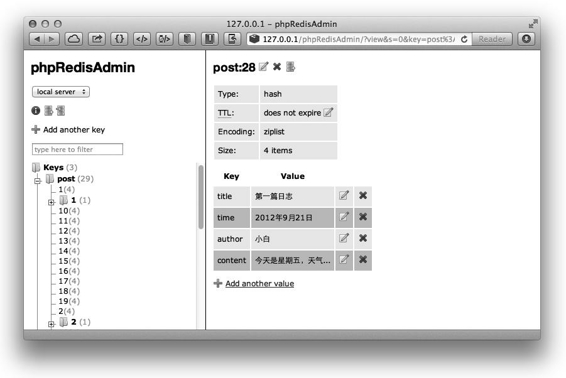 127.0.0.1 – phpRedisAdmin
127.0.0.1/phpRedisAdmin/?view&s=0&key=post%3/ Reader
phpRedisAdmin
local server
Add another key
type here to filter
Keys (3)
post (29)
1(4)
1 (1)
10(4)
11(4)
12(4)
13(4)
14(4)
15(4)
16(4)
17(4)
18(4)
19(4)
2(4)
2 (1)
post:28
Type: hash
TTL: does not expire
Encoding: ziplist
Size: 4 items
Key Value
title 第一篇日志
time 2012年9月21日
author 小白
content 今天是星期五，天气...
Add another value